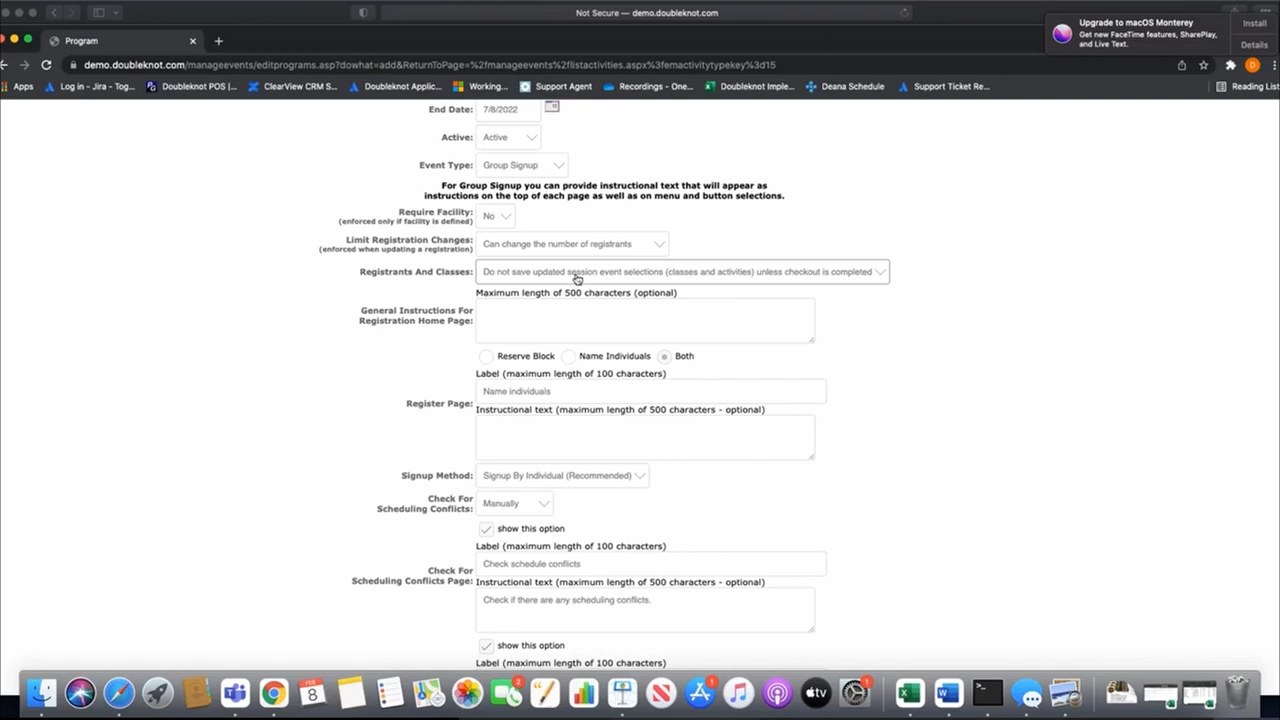 Not Secure — demo.doubleknot.com
Upgrade to macOS Monterey
Get new FaceTime features, SharePlay,
and Live Text.
Install
Details
Program
demo.doubleknot.com/manageevents/editprograms.asp?dowhat=add&ReturnToPage=%2fmanageevents%2flistactivities.aspx%3femactivitytypekey%3d15
D
Apps
Log in - Jira - Tog...
Doubleknot POS |...
ClearView CRM S...
Doubleknot Applic...
Working...
Support Agent
Recordings - One...
Doubleknot Imple...
Deana Schedule
Support Ticket Re...
Reading List
End Date: 7/8/2022
Active: Active
Event Type: Group Signup
For Group Signup you can provide instructional text that will appear as
instructions on the top of each page as well as on menu and button selections.
Require Facility: No
(enforced only if facility is defined)
Limit Registration Changes: Can change the number of registrants
(enforced when updating a registration)
Registrants And Classes: Do not save updated session event selections (classes and activities) unless checkout is completed
Maximum length of 500 characters (optional)
General Instructions For
Registration Home Page:
Reserve Block Name Individuals Both
Label (maximum length of 100 characters)
Name individuals
Register Page:
Instructional text (maximum length of 500 characters - optional)
Signup Method: Signup By Individual (Recommended)
Check For
Scheduling Conflicts: Manually
show this option
Label (maximum length of 100 characters)
Check schedule conflicts
Check For
Scheduling Conflicts Page:
Instructional text (maximum length of 500 characters - optional)
Check if there are any scheduling conflicts.
show this option
Label (maximum length of 100 characters)
FEB
8
2
1
tv
1